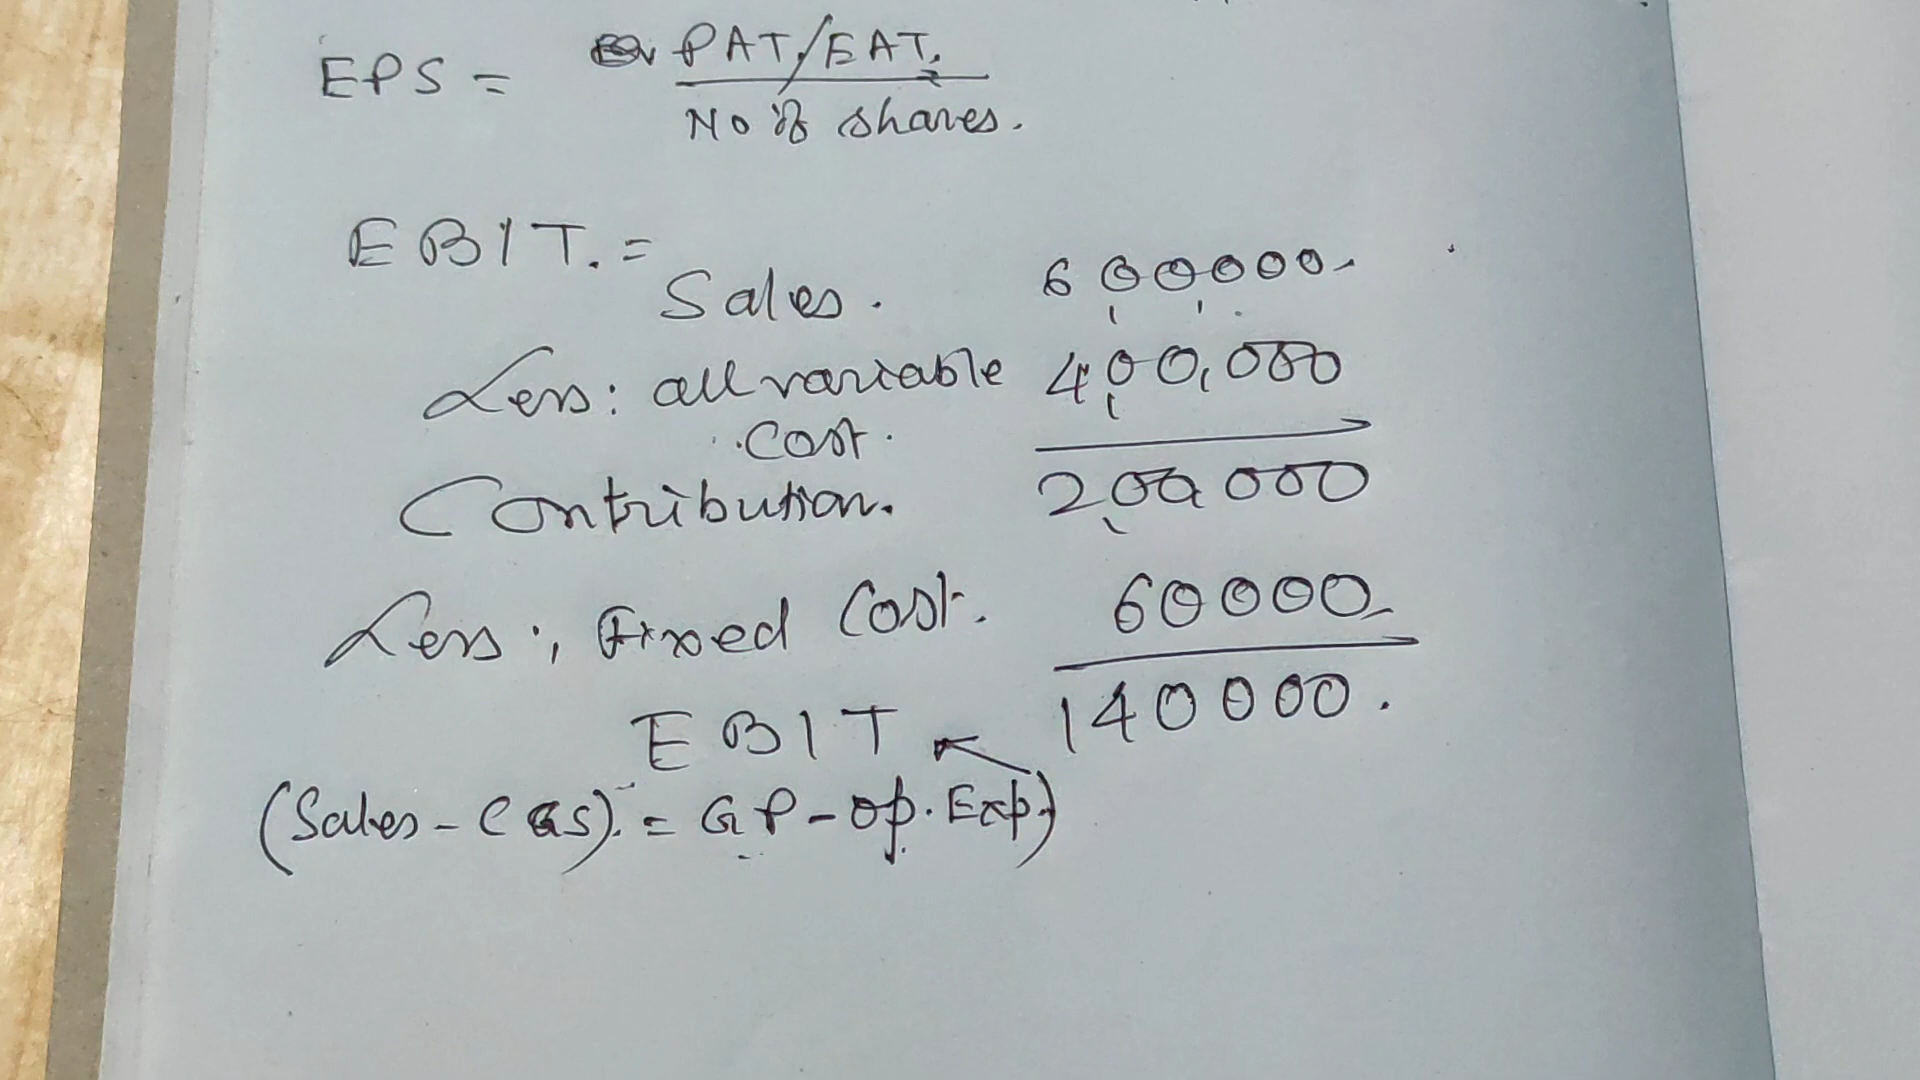 EPS = PAT/EAT.
No of shares.
EBIT. =
Sales. 600000
Less: all variable 400,000
cost.
Contribution. 200000
Less: Fixed Cost. 60000
EBIT 140000.
(Sales - CGS). = GP - Op. Exp.)